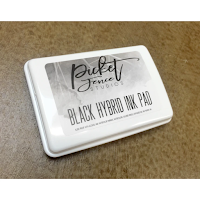 Picket
Fence
STUDIOS
BLACK HYBRID INK PAD